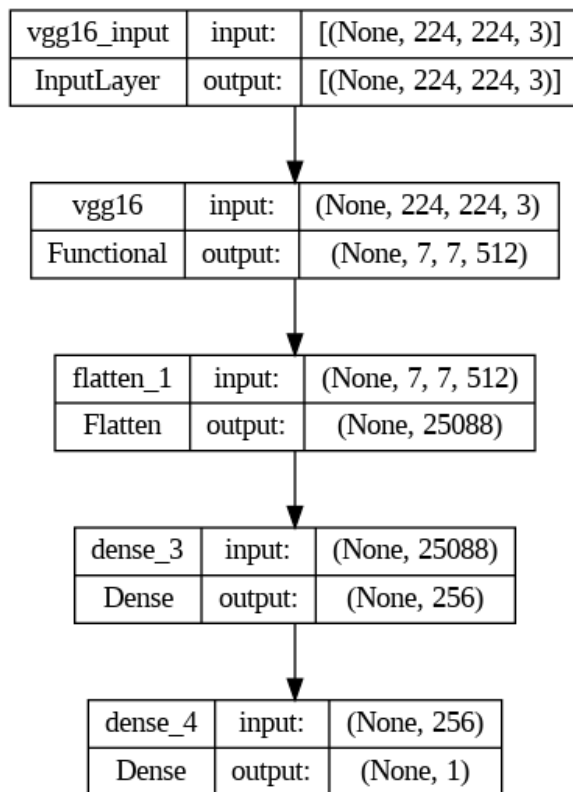 vgg16_input input: [(None, 224, 224, 3)]
InputLayer output: [(None, 224, 224, 3)]
vgg16 input: (None, 224, 224, 3)
Functional output: (None, 7, 7, 512)
flatten_1 input: (None, 7, 7, 512)
Flatten output: (None, 25088)
dense_3 input: (None, 25088)
Dense output: (None, 256)
dense_4 input: (None, 256)
Dense output: (None, 1)